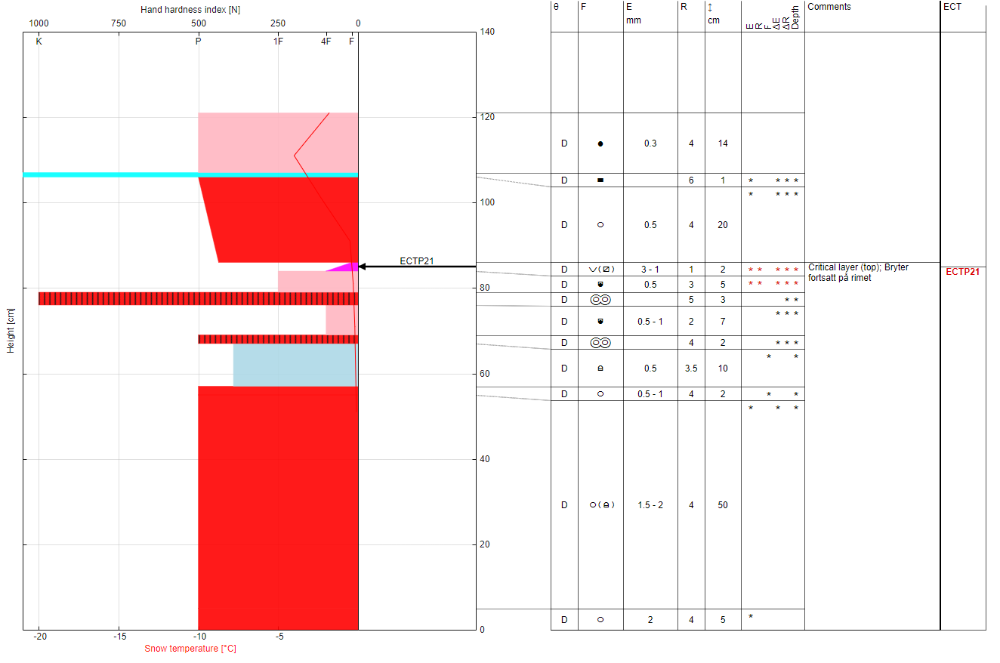 Hand hardness index [N]
1000 750 500 250 0
K P 1F 4F F
140
120
100
80
60
40
20
0
Height [cm]
ECTP21
-20 -15 -10 -5
Snow temperature [°C]
θ F E R ↕ E R F ΔE ΔR Depth Comments ECT
mm cm
D ● 0.3 4 14
D ■ 6 1 * * * *
* * * *
D ○ 0.5 4 20
D ∨(⧄) 3 - 1 1 2 * * * * * Critical layer (top); Bryter
fortsatt på rimet
ECTP21
D 0.5 3 5 * * * * *
D 5 3 * *
* * *
D 0.5 - 1 2 7
D 4 2 * * *
* *
D 0.5 3.5 10
D ○ 0.5 - 1 4 2 * *
* * *
D ○( ) 1.5 - 2 4 50
D ○ 2 4 5 *